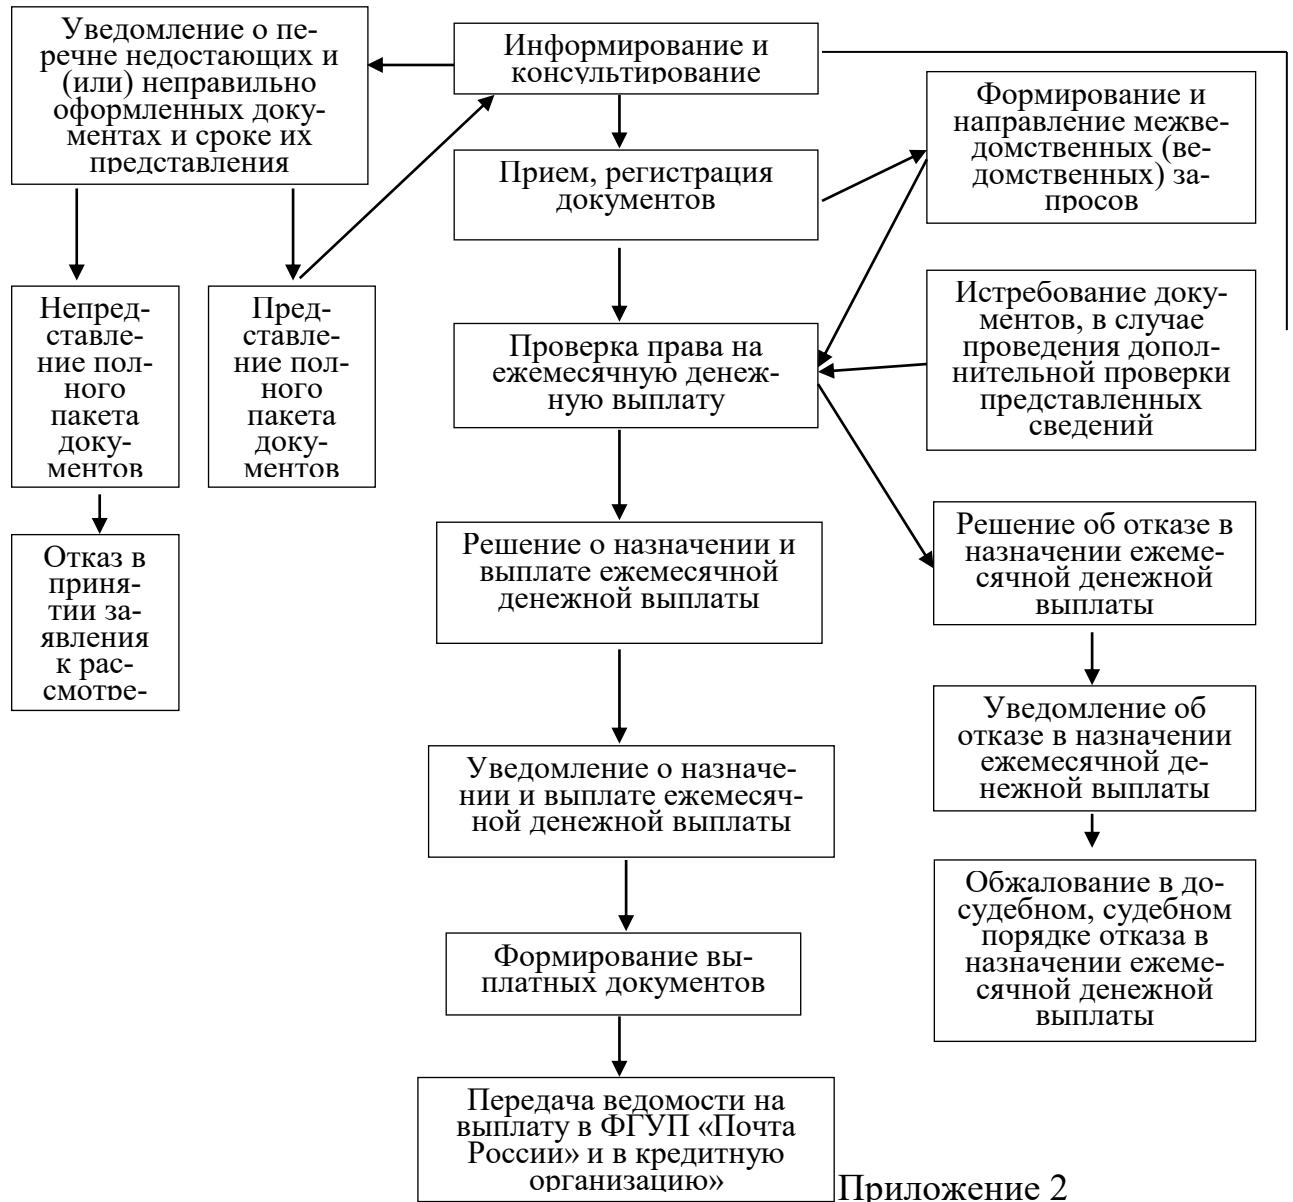 Уведомление о пе-
речне недостающих и
(или) неправильно
оформленных доку-
ментах и сроке их
представления
Информирование и
консультирование
Формирование и
направление межве-
домственных (ве-
домственных) за-
просов
Прием, регистрация
документов
Непред-
ставле-
ние пол-
ного
пакета
доку-
ментов
Пред-
ставле-
ние пол-
ного
пакета
доку-
ментов
Проверка права на
ежемесячную денеж-
ную выплату
Истребование доку-
ментов, в случае
проведения допол-
нительной проверки
представленных
сведений
Отказ в
приня-
тии за-
явления
к рас-
смотре-
Решение о назначении и
выплате ежемесячной
денежной выплаты
Решение об отказе в
назначении ежеме-
сячной денежной
выплаты
Уведомление о назначе-
нии и выплате ежемесяч-
ной денежной выплаты
Уведомление об
отказе в назначении
ежемесячной де-
нежной выплаты
Формирование вы-
платных документов
Обжалование в до-
судебном, судебном
порядке отказа в
назначении ежеме-
сячной денежной
выплаты
Передача ведомости на
выплату в ФГУП «Почта
России» и в кредитную
организацию»
Приложение 2